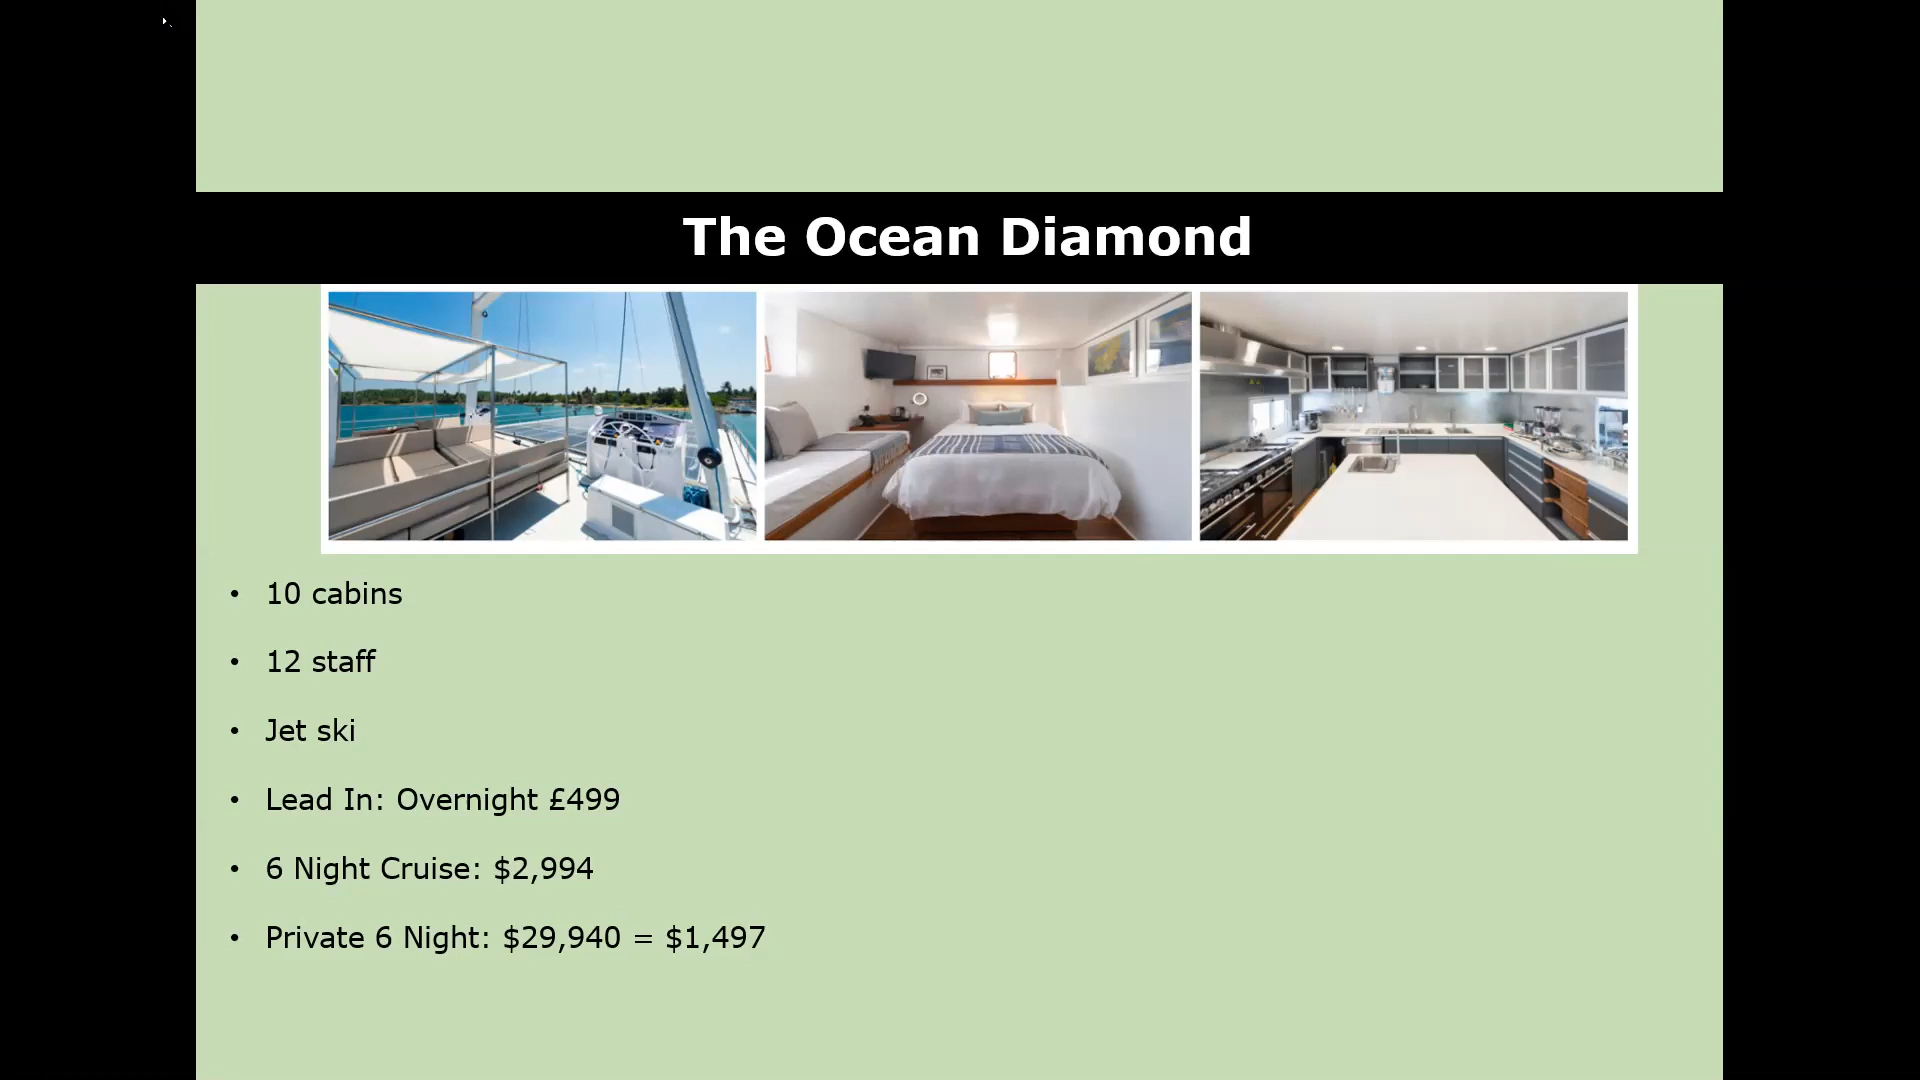 The Ocean Diamond
• 10 cabins
• 12 staff
• Jet ski
• Lead In: Overnight £499
• 6 Night Cruise: $2,994
• Private 6 Night: $29,940 = $1,497